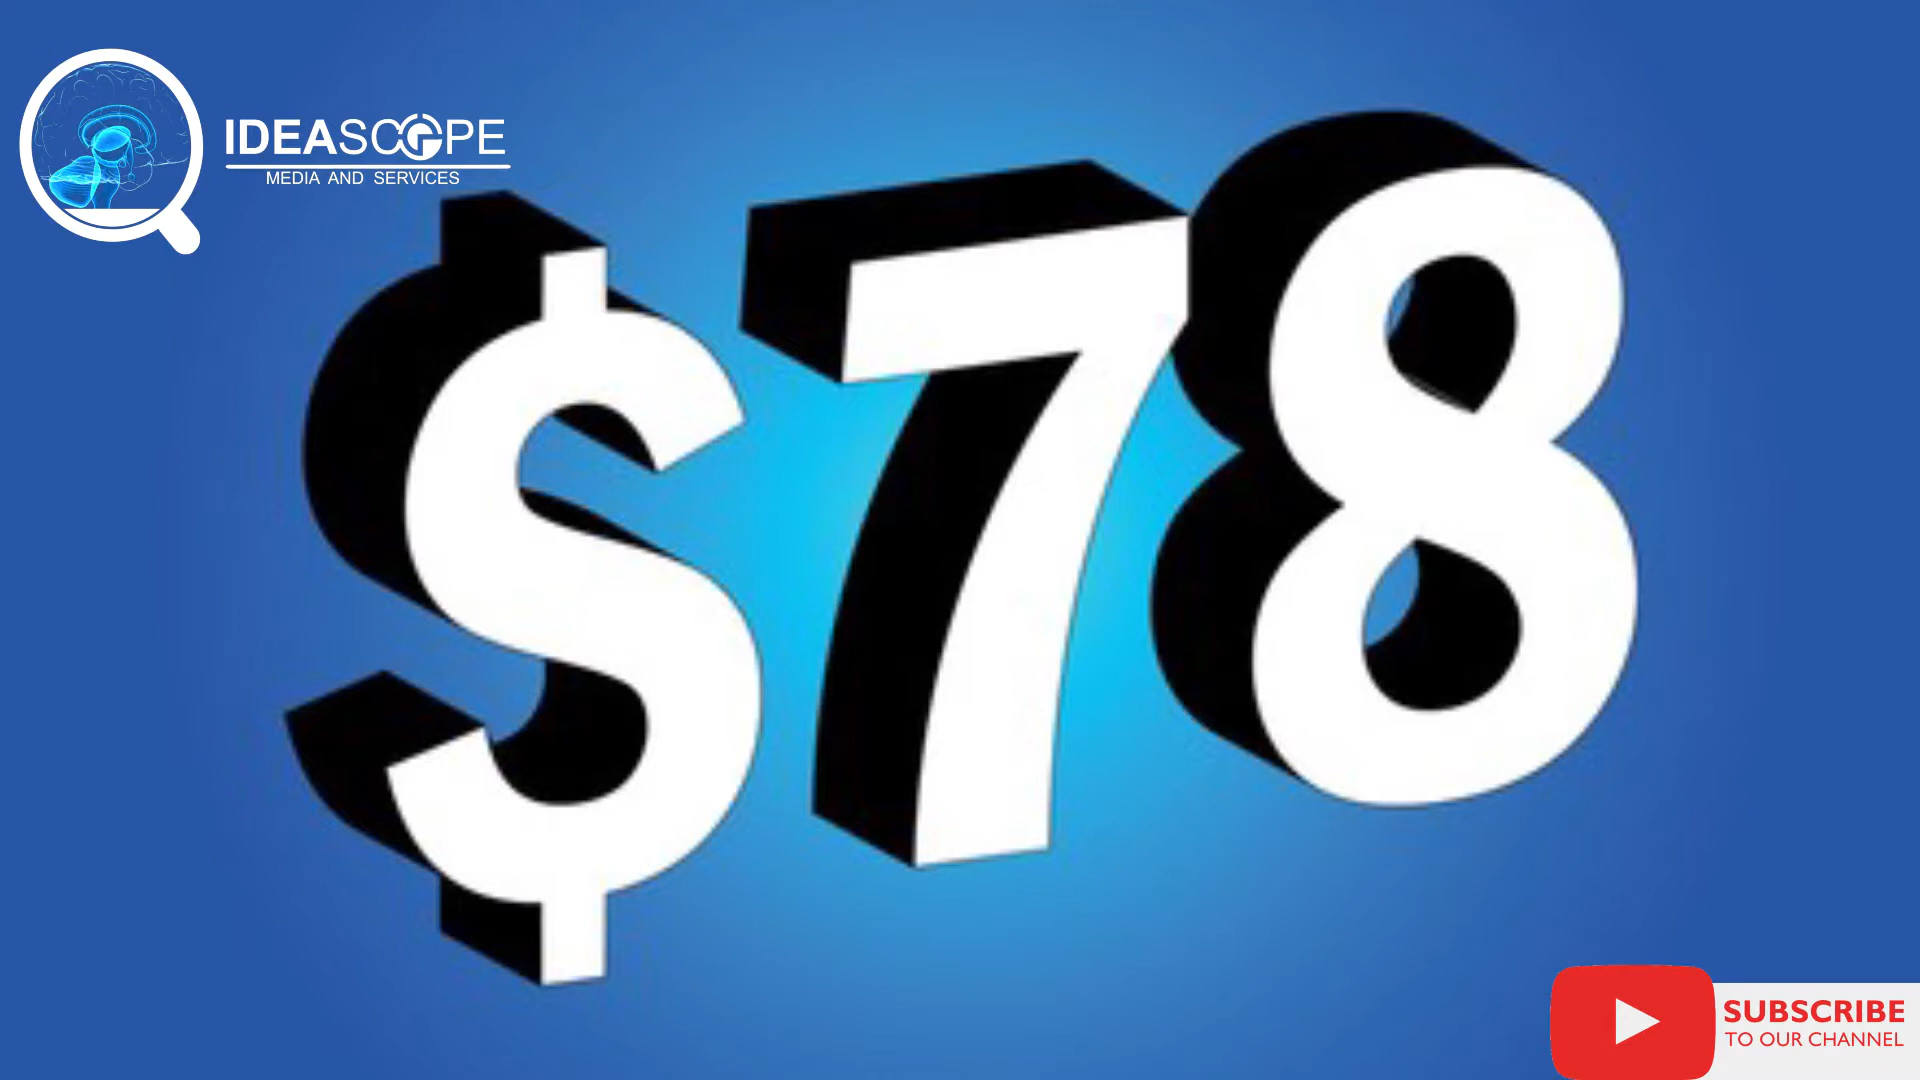 IDEASCOPE
MEDIA AND SERVICES
$78
SUBSCRIBE
TO OUR CHANNEL